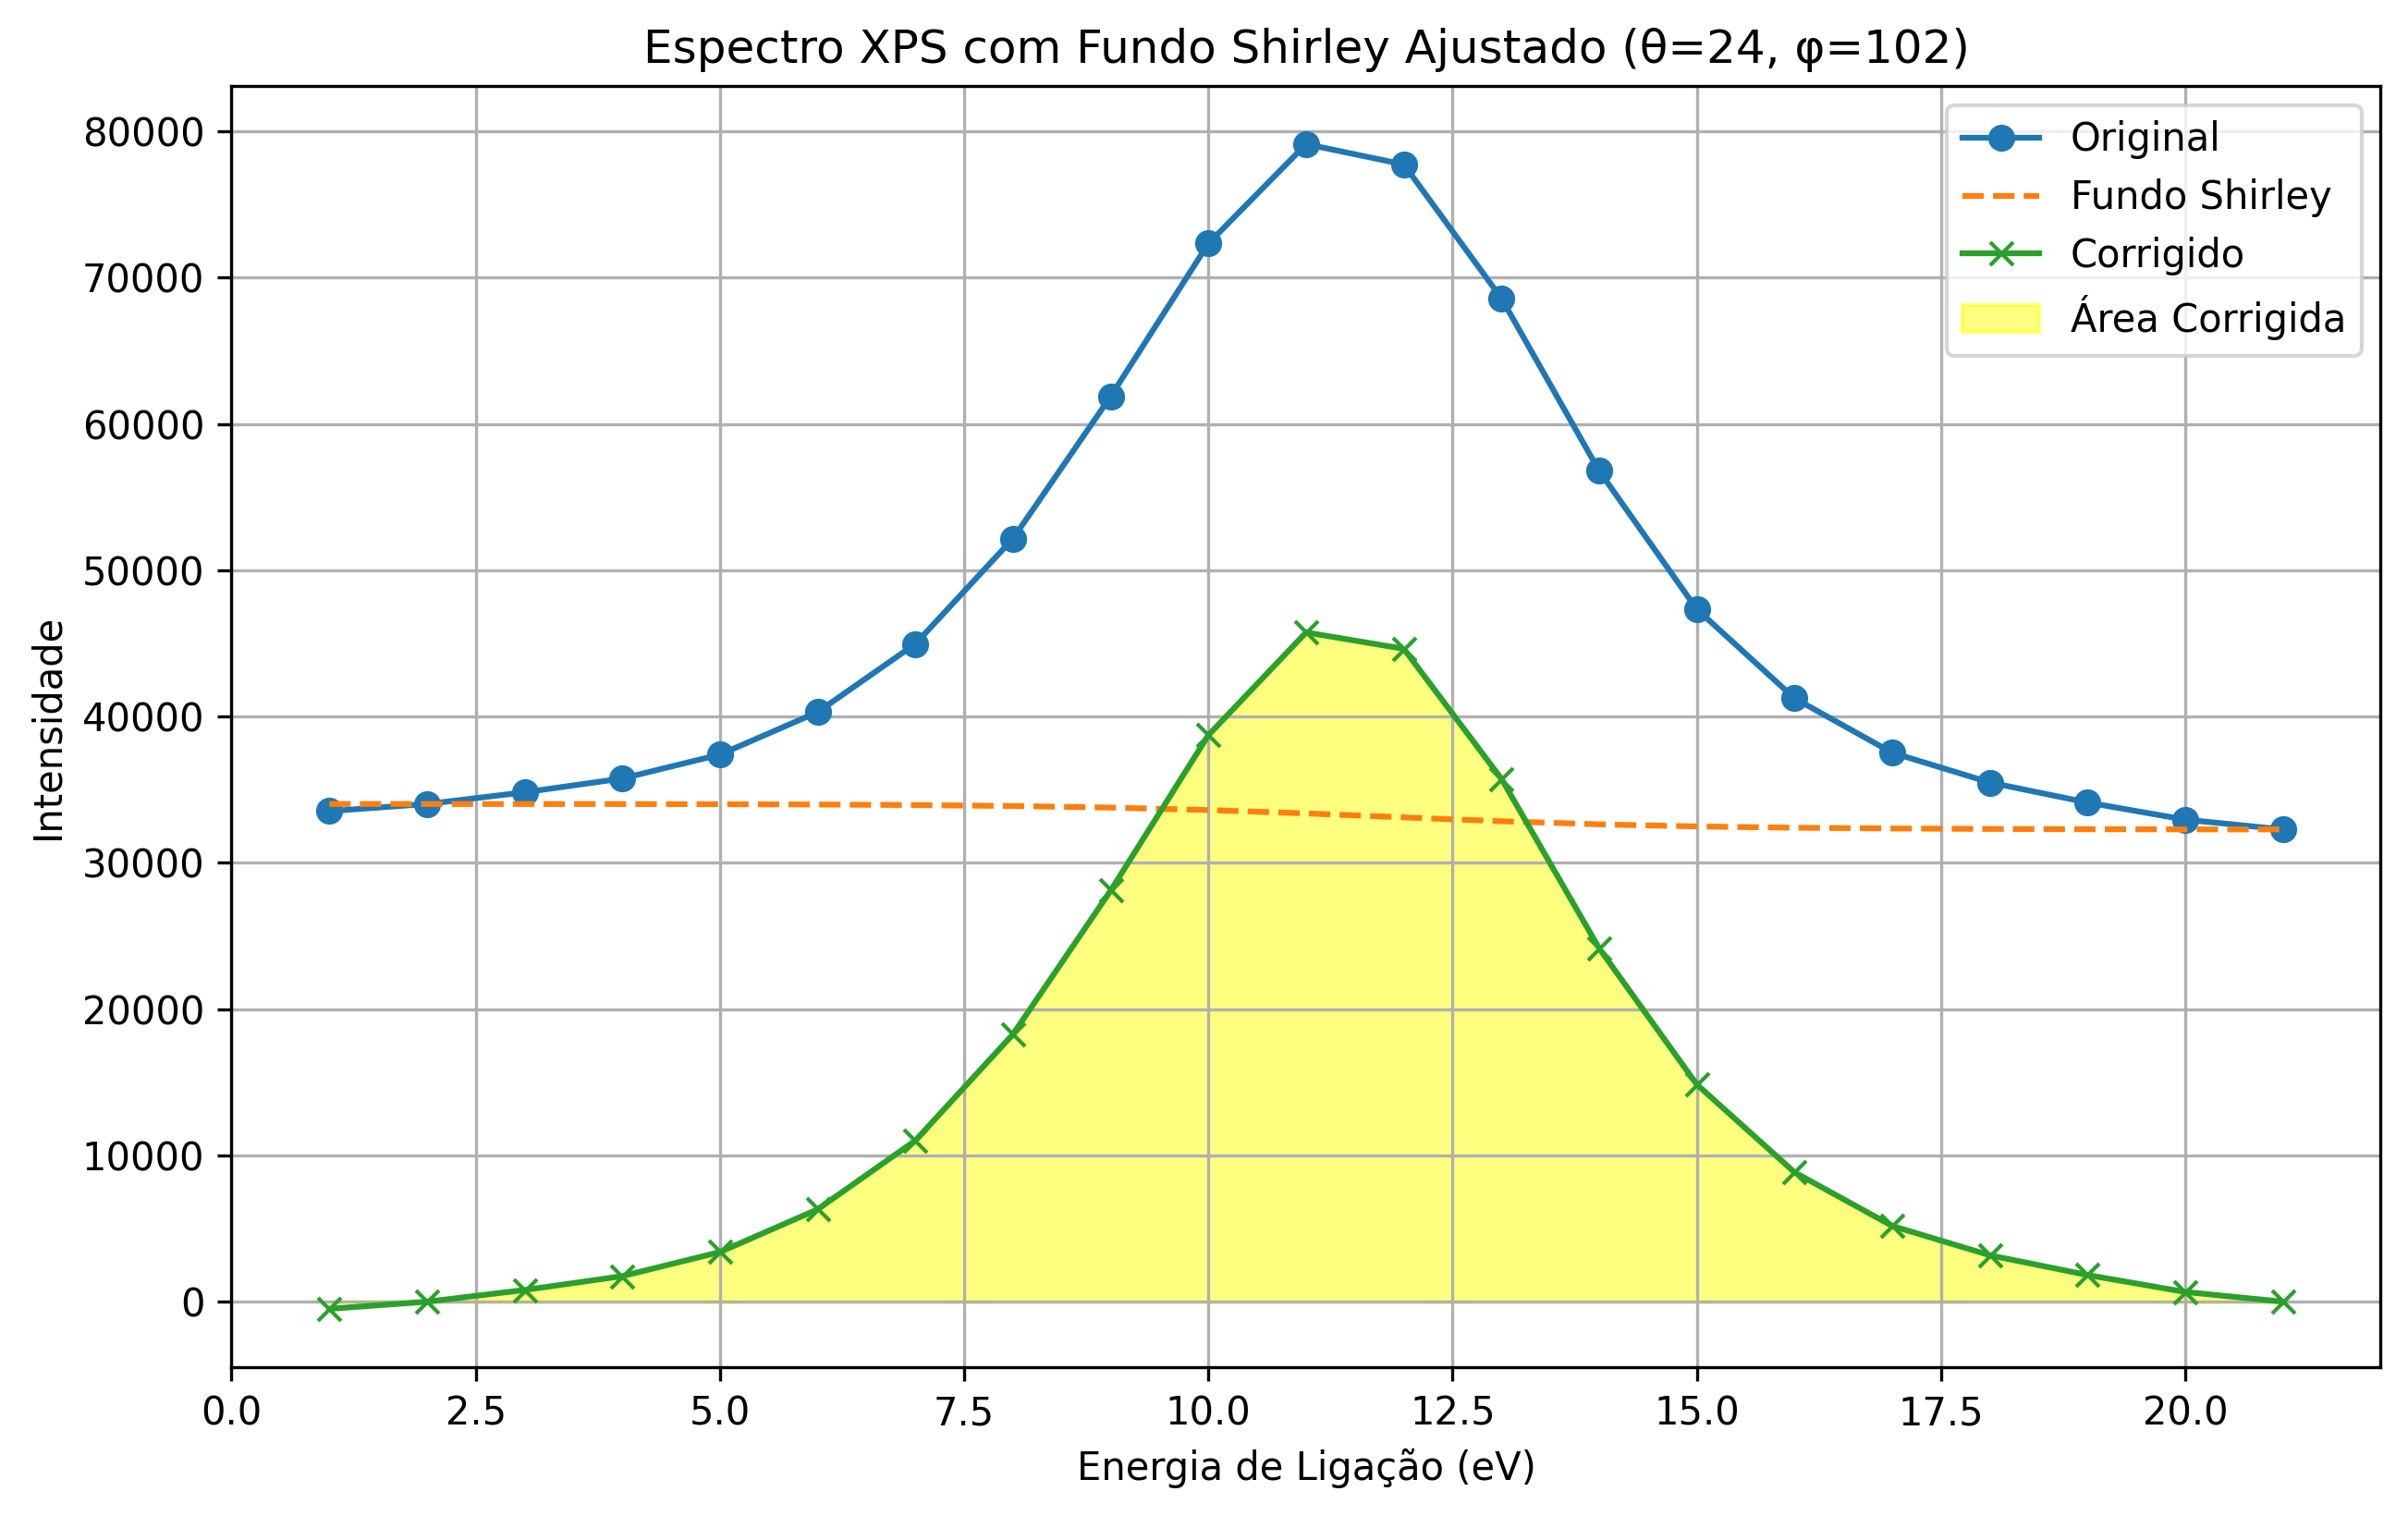 Espectro XPS com Fundo Shirley Ajustado (θ=24, φ=102)
Original
Fundo Shirley
Corrigido
Área Corrigida
Intensidade
80000
70000
60000
50000
40000
30000
20000
10000
0
0.0 2.5 5.0 7.5 10.0 12.5 15.0 17.5 20.0
Energia de Ligação (eV)